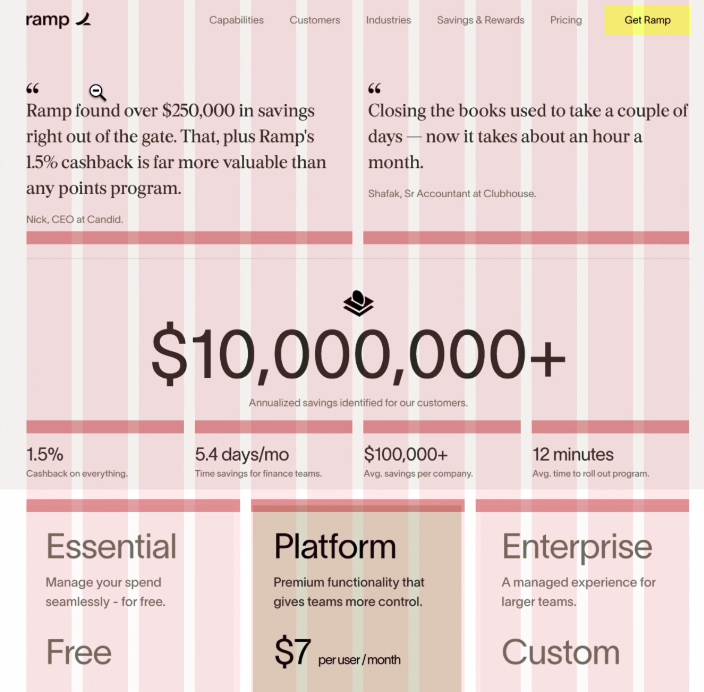 ramp
Capabilities Customers Industries Savings & Rewards Pricing Get Ramp
“
Ramp found over $250,000 in savings
right out of the gate. That, plus Ramp's
1.5% cashback is far more valuable than
any points program.
Nick, CEO at Candid.
“
Closing the books used to take a couple of
days — now it takes about an hour a
month.
Shafak, Sr Accountant at Clubhouse.
$10,000,000+
Annualized savings identified for our customers.
1.5%
Cashback on everything.
5.4 days/mo
Time savings for finance teams.
$100,000+
Avg. savings per company.
12 minutes
Avg. time to roll out program.
Essential
Manage your spend
seamlessly - for free.
Free
Platform
Premium functionality that
gives teams more control.
$7 per user / month
Enterprise
A managed experience for
larger teams.
Custom